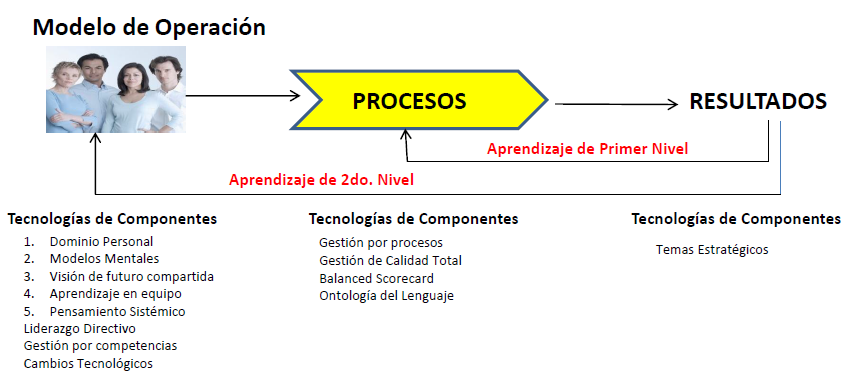 Modelo de Operación
PROCESOS
RESULTADOS
Aprendizaje de Primer Nivel
Aprendizaje de 2do. Nivel
Tecnologías de Componentes
1. Dominio Personal
2. Modelos Mentales
3. Visión de futuro compartida
4. Aprendizaje en equipo
5. Pensamiento Sistémico
Liderazgo Directivo
Gestión por competencias
Cambios Tecnológicos
Tecnologías de Componentes
Gestión por procesos
Gestión de Calidad Total
Balanced Scorecard
Ontología del Lenguaje
Tecnologías de Componentes
Temas Estratégicos